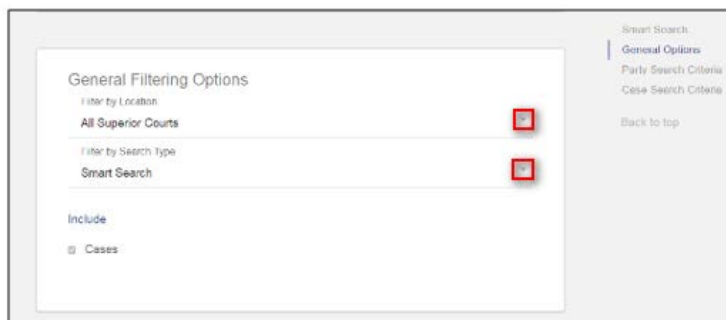 General Filtering Options
Filter by Location
All Superior Courts
Filter by Search Type
Smart Search
Include
Cases
Smart Search
General Options
Party Search Criteria
Case Search Criteria
Back to top